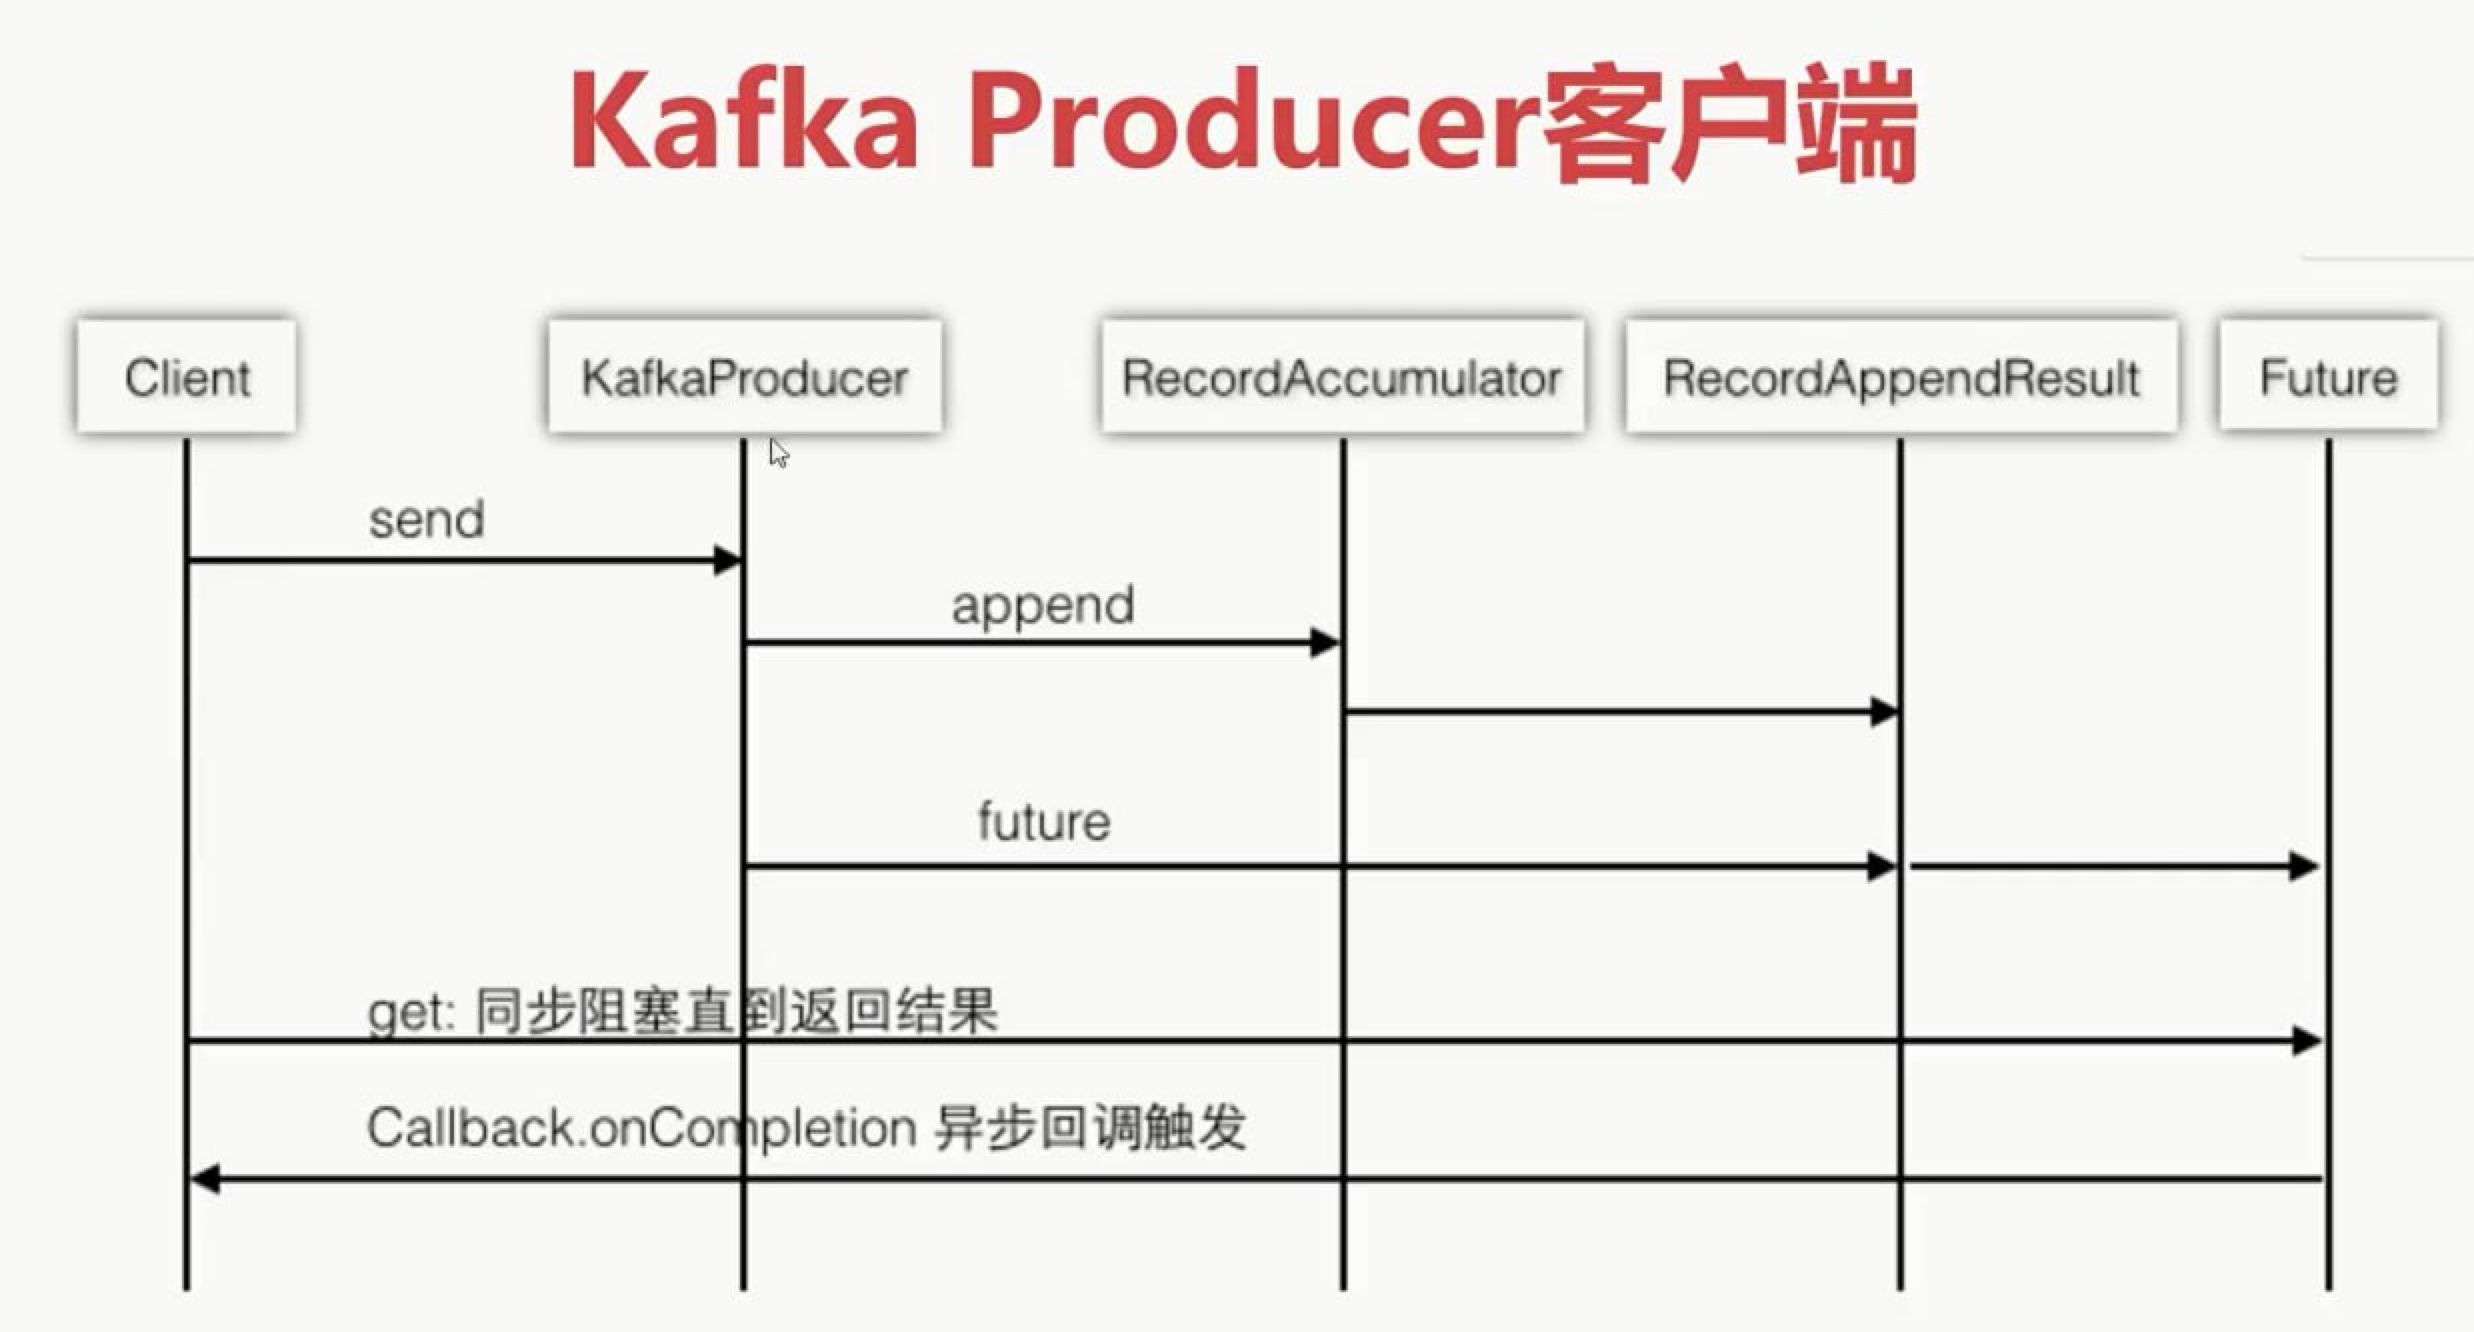 Kafka Producer客户端
Client
KafkaProducer
RecordAccumulator
RecordAppendResult
Future
send
append
future
get: 同步阻塞直到返回结果
Callback.onCompletion 异步回调触发